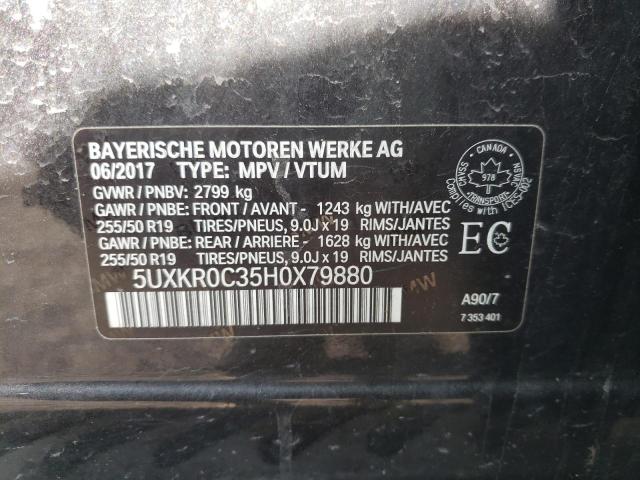 BAYERISCHE MOTOREN WERKE AG
06/2017 TYPE: MPV / VTUM
GVWR / PNBV: 2799 kg
GAWR / PNBE: FRONT / AVANT - 1243 kg WITH/AVEC
255/50 R19 TIRES/PNEUS, 9.0J x 19 RIMS/JANTES
GAWR / PNBE: REAR / ARRIERE - 1628 kg WITH/AVEC
255/50 R19 TIRES/PNEUS, 9.0J x 19 RIMS/JANTES
5UXKR0C35H0X79880
CANADA
978
TRANSPORT
CMVSS
NSVAC
Complies with ICES-002
EC
A90/7
7 353 401